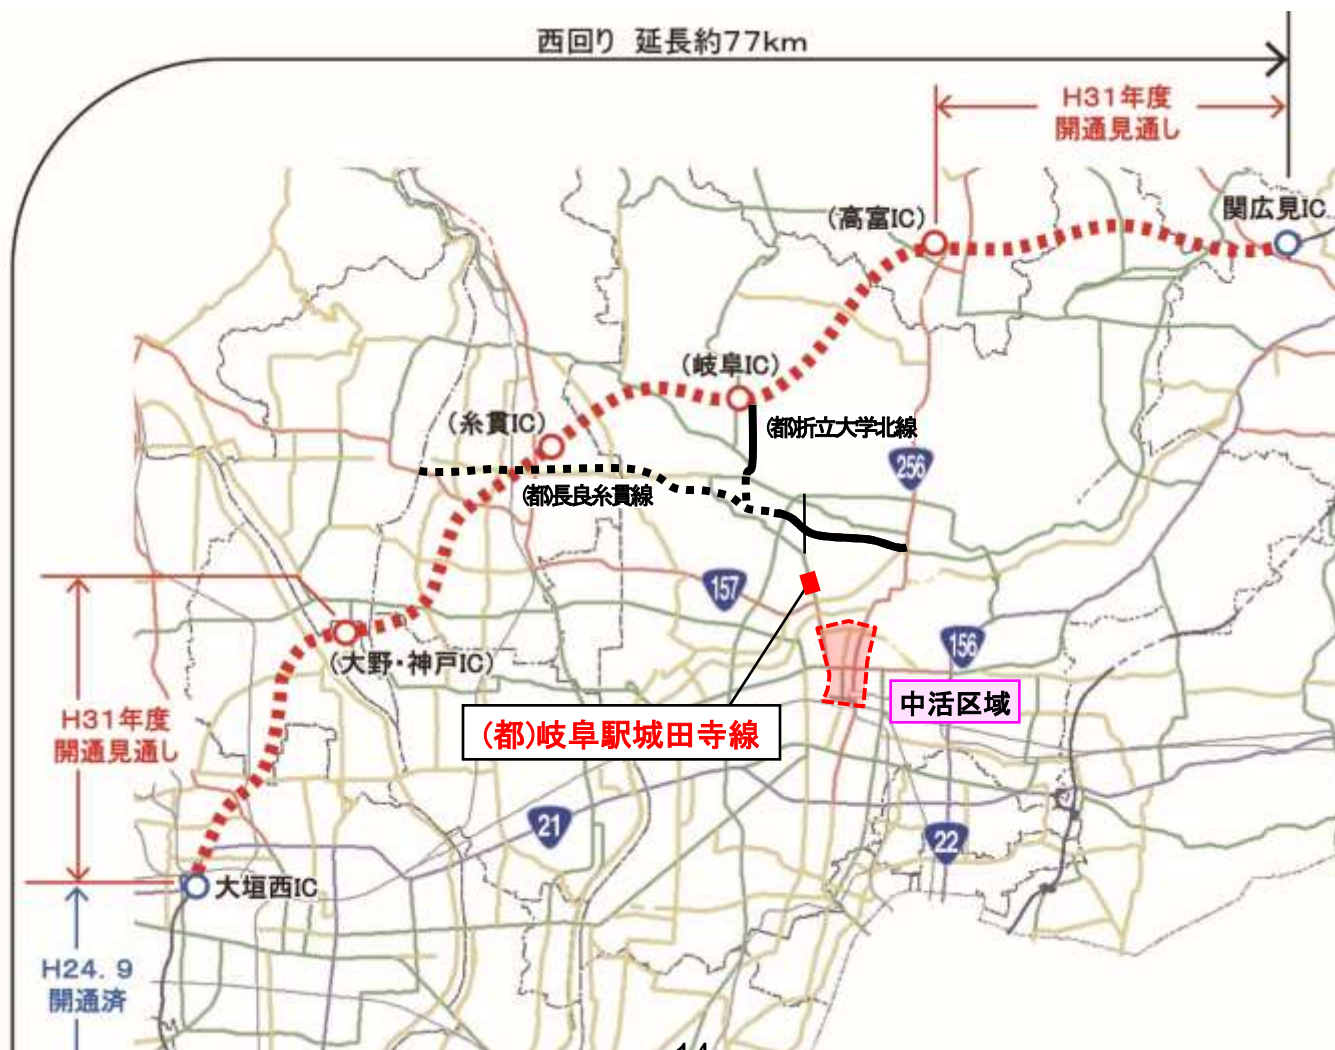 西回り 延長約77km
H31年度
開通見通し
(高富IC)
関広見IC
(岐阜IC)
(糸貫IC)
(都)折立大学北線
256
(都)長良糸貫線
157
156
(大野・神戸IC)
中活区域
H31年度
開通見通し
(都)岐阜駅城田寺線
21
22
大垣西IC
H24.9
開通済